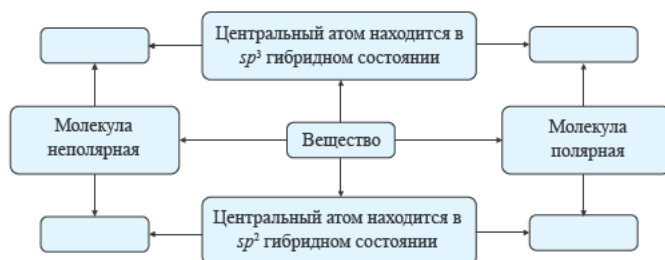 Центральный атом находится в
sp³ гибридном состоянии
Молекула
неполярная
Вещество
Молекула
полярная
Центральный атом находится в
sp² гибридном состоянии